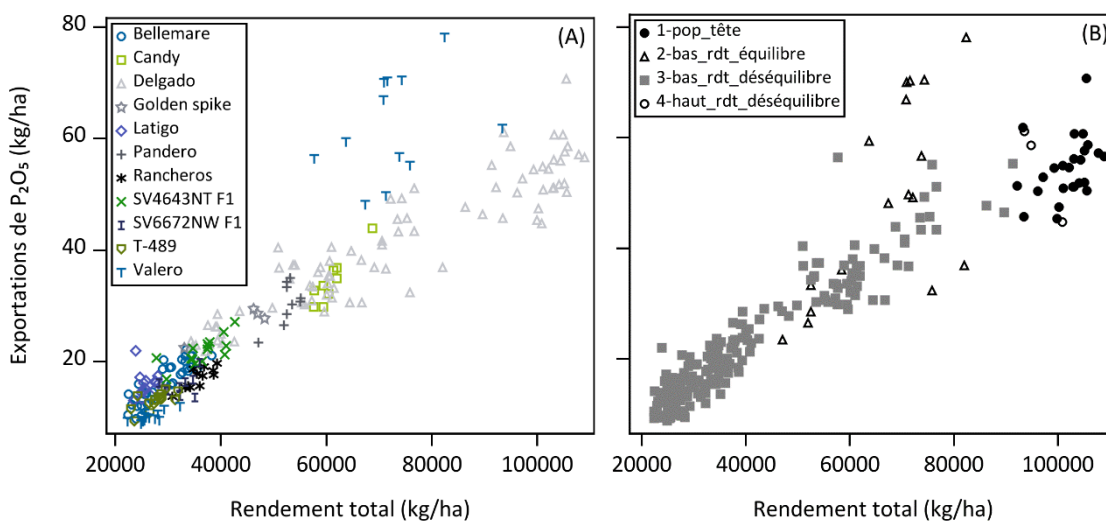 80
60
40
20
Exportations de P₂O₅ (kg/ha)
(A)
Bellemare
Candy
Delgado
Golden spike
Latigo
Pandero
Rancheros
SV4643NT F1
SV6672NW F1
T-489
Valero
20000 40000 60000 80000 100000
Rendement total (kg/ha)
(B)
1-pop_tête
2-bas_rdt_équilibre
3-bas_rdt_déséquilibre
4-haut_rdt_déséquilibre
20000 40000 60000 80000 100000
Rendement total (kg/ha)